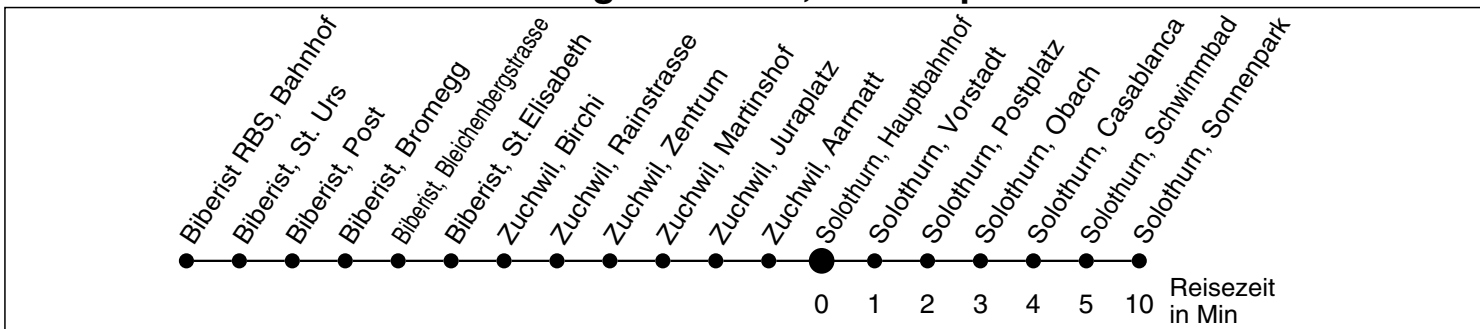 Biberist RBS, Bahnhof
Biberist, St. Urs
Biberist, Post
Biberist, Bromegg
Biberist, Bleichenbergstrasse
Biberist, St.Elisabeth
Zuchwil, Birchi
Zuchwil, Rainstrasse
Zuchwil, Zentrum
Zuchwil, Martinshof
Zuchwil, Juraplatz
Zuchwil, Aarmatt
Solothurn, Hauptbahnhof
Solothurn, Vorstadt
Solothurn, Postplatz
Solothurn, Obach
Solothurn, Casablanca
Solothurn, Schwimmbad
Solothurn, Sonnenpark
0 1 2 3 4 5 10 Reisezeit
in Min